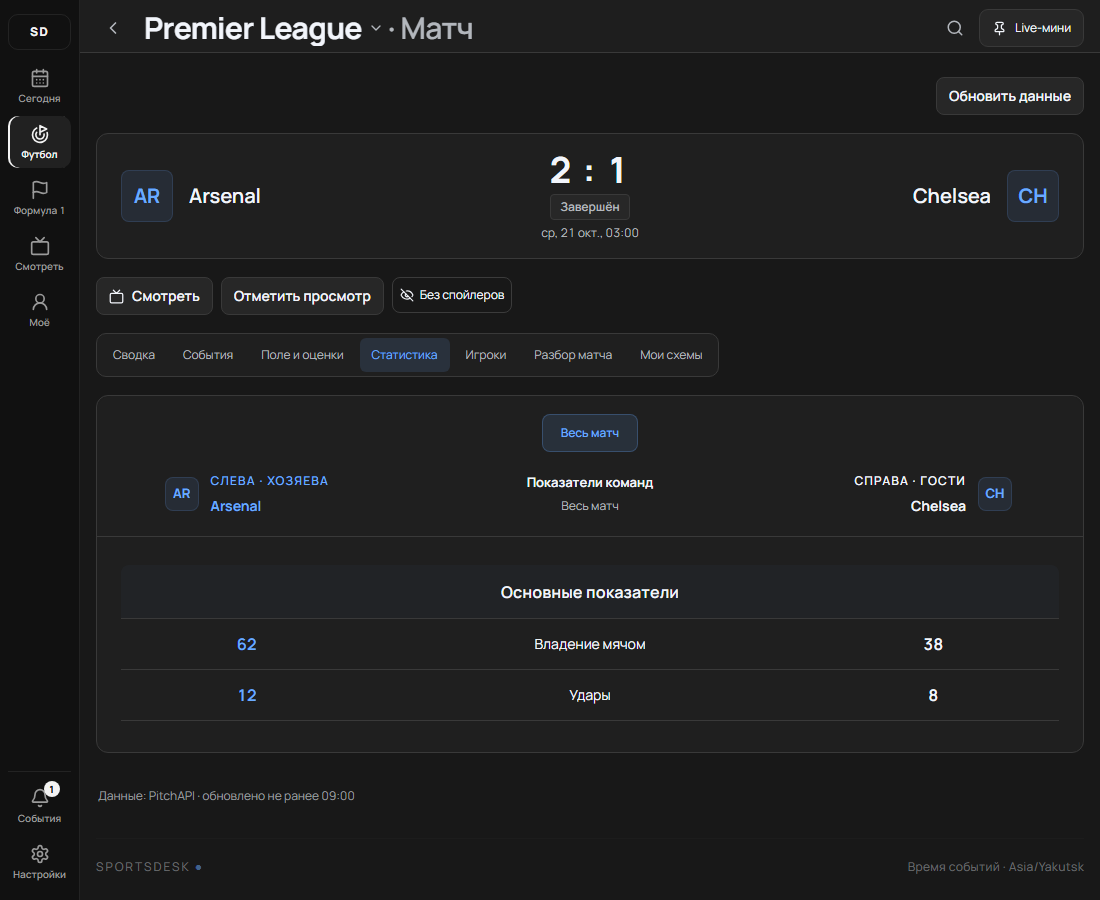 SD
Premier League · Матч
Live-мини
Сегодня
Футбол
Формула 1
Смотреть
Моё
Обновить данные
AR
Arsenal
2 : 1
Завершён
ср, 21 окт., 03:00
Chelsea
CH
Смотреть
Отметить просмотр
Без спойлеров
Сводка
События
Поле и оценки
Статистика
Игроки
Разбор матча
Мои схемы
Весь матч
AR
СЛЕВА · ХОЗЯЕВА
Arsenal
Показатели команд
Весь матч
СПРАВА · ГОСТИ
Chelsea
CH
Основные показатели
62 Владение мячом 38
12 Удары 8
Данные: PitchAPI · обновлено не ранее 09:00
1
События
Настройки
SPORTSDESK
Время событий · Asia/Yakutsk